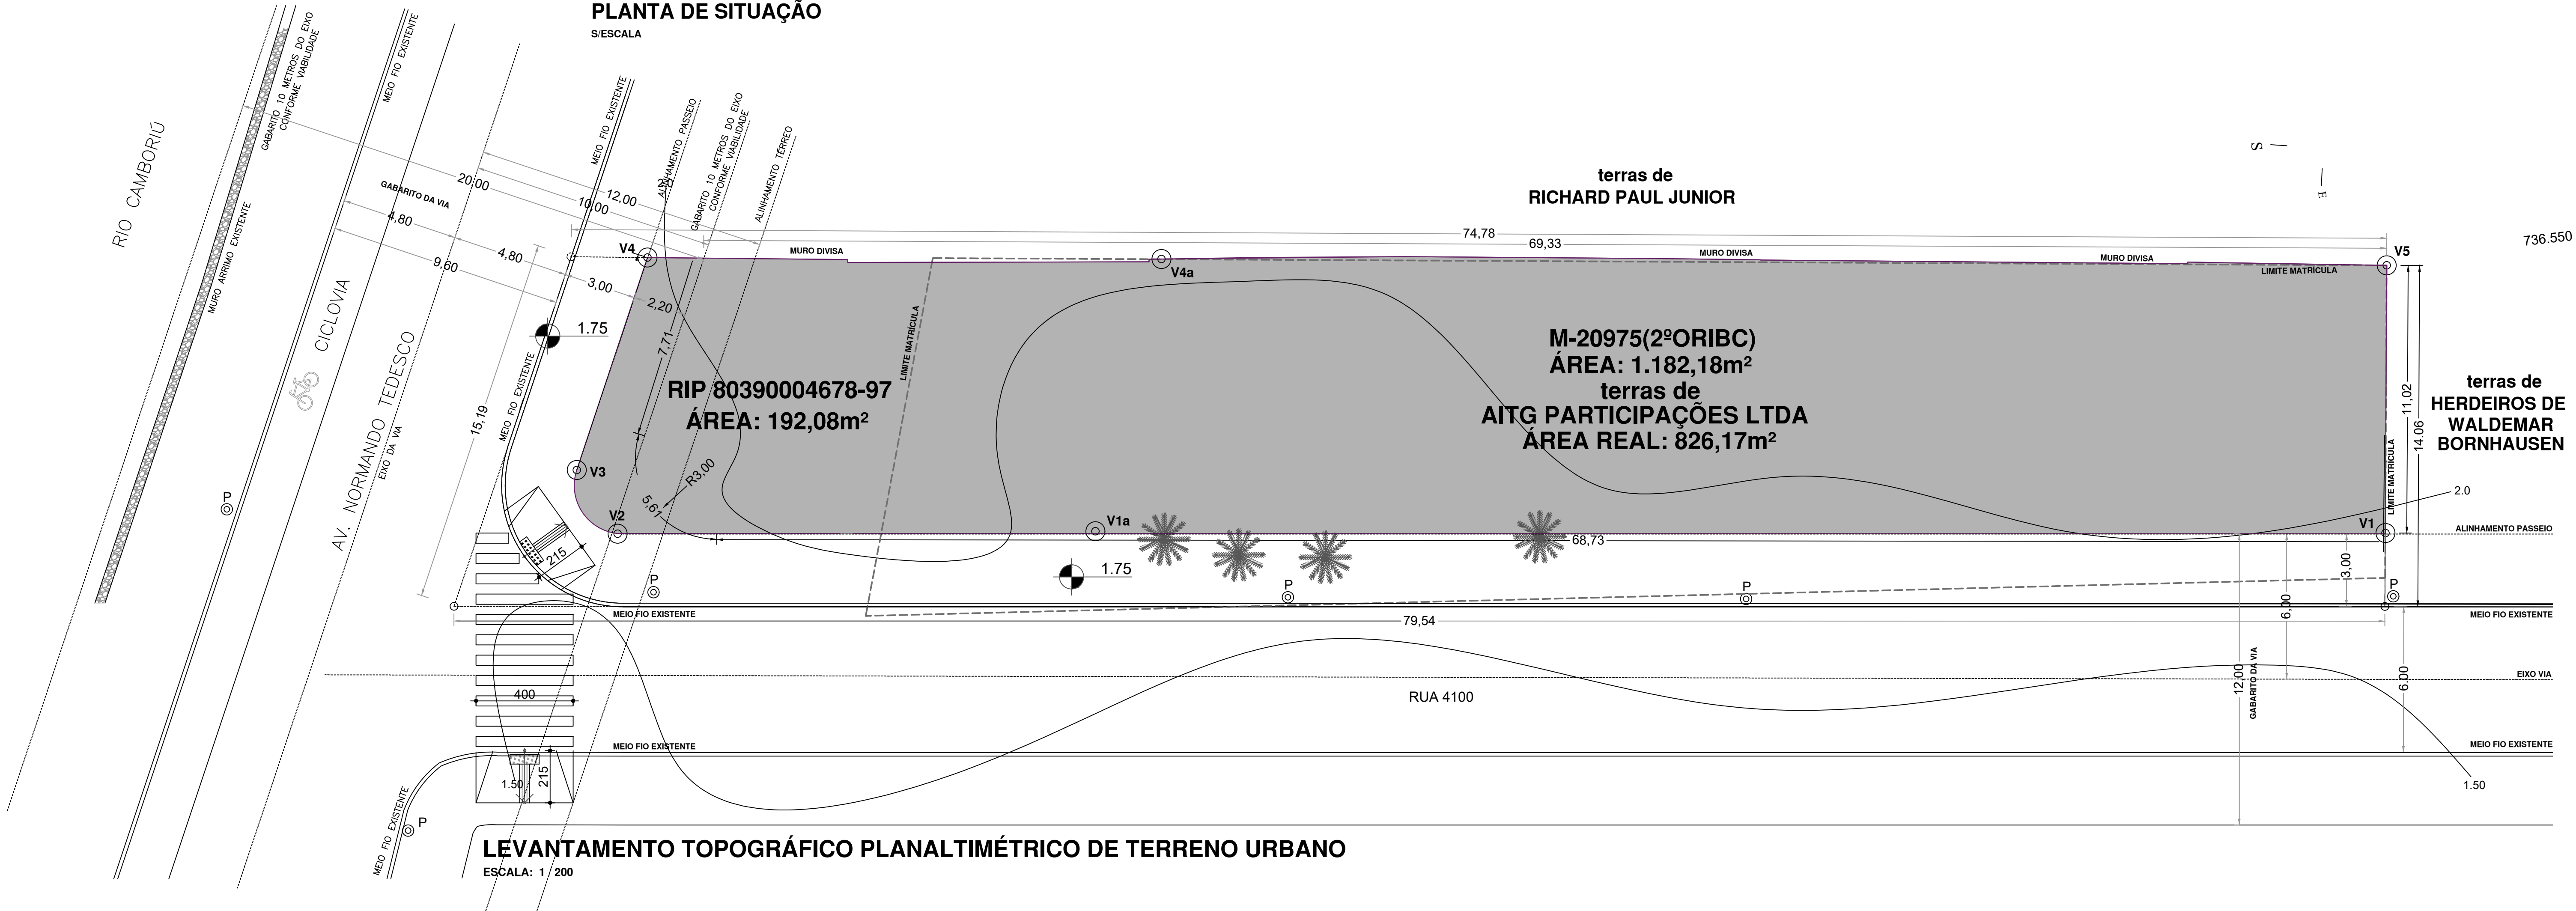 PLANTA DE SITUAÇÃO
S/ESCALA
RIO CAMBORIÚ
MURO ARRIMO EXISTENTE
GABARITO 10 METROS DO EIXO
CONFORME VIABILIDADE
MEIO FIO EXISTENTE
CICLOVIA
AV. NORMANDO TEDESCO
EIXO DA VIA
GABARITO DA VIA
20,00
12,00
10,00
4,80
4,80
9,60
3,00
2,20
15,19
MEIO FIO EXISTENTE
MEIO FIO EXISTENTE
ALINHAMENTO PASSEIO
GABARITO 10 METROS DO EIXO
CONFORME VIABILIDADE
ALINHAMENTO TÉRREO
terras de
RICHARD PAUL JUNIOR
S
E
736.550
74,78
69,33
V4
MURO DIVISA
V4a
MURO DIVISA
MURO DIVISA
LIMITE MATRÍCULA
V5
1.75
7,71
LIMITE MATRÍCULA
RIP 80390004678-97
ÁREA: 192,08m²
M-20975(2ºORIBC)
ÁREA: 1.182,18m²
terras de
AITG PARTICIPAÇÕES LTDA
ÁREA REAL: 826,17m²
11,02
14.06
LIMITE MATRÍCULA
terras de
HERDEIROS DE
WALDEMAR
BORNHAUSEN
2.0
V3
R3,00
5,61
V2
V1a
V1
68,73
ALINHAMENTO PASSEIO
P
215
P
1.75
P
P
P
3,00
6,00
MEIO FIO EXISTENTE
MEIO FIO EXISTENTE
79,54
12,00
GABARITO DA VIA
6,00
EIXO VIA
RUA 4100
400
MEIO FIO EXISTENTE
MEIO FIO EXISTENTE
1.50
215
1.50
MEIO FIO EXISTENTE
P
LEVANTAMENTO TOPOGRÁFICO PLANALTIMÉTRICO DE TERRENO URBANO
ESCALA: 1 200